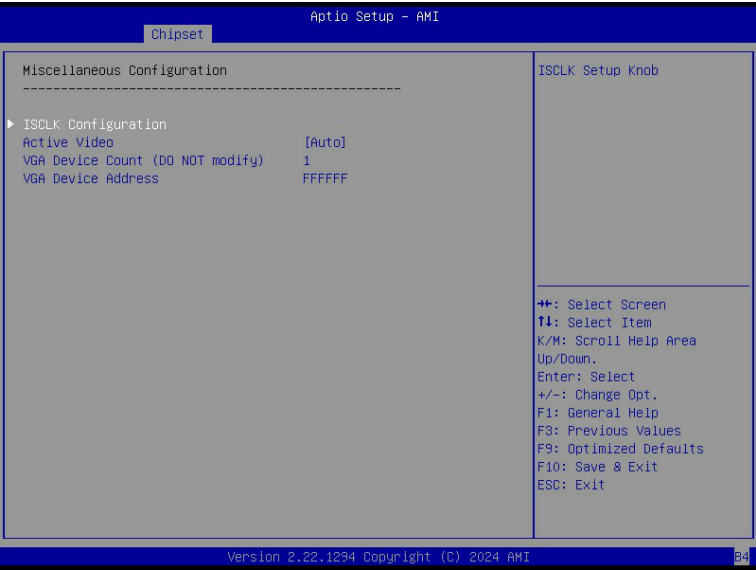 Aptio Setup – AMI
Chipset
Miscellaneous Configuration
--------------------------------------------------
ISCLK Configuration
Active Video [Auto]
VGA Device Count (DO NOT modify) 1
VGA Device Address FFFFFF
ISCLK Setup Knob
→←: Select Screen
↑↓: Select Item
K/M: Scroll Help Area
Up/Down.
Enter: Select
+/-: Change Opt.
F1: General Help
F3: Previous Values
F9: Optimized Defaults
F10: Save & Exit
ESC: Exit
Version 2.22.1294 Copyright (C) 2024 AMI
B4